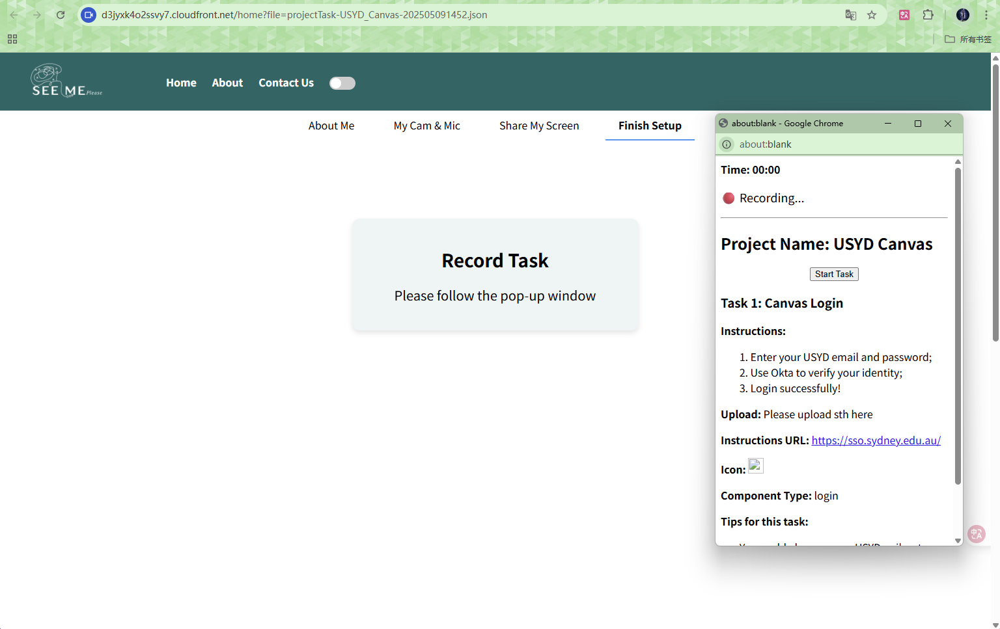 d3jyxk4o2ssvy7.cloudfront.net/home?file=projectTask-USYD_Canvas-202505091452.json
所有书签
SEE ME Please
Home About Contact Us
About Me My Cam & Mic Share My Screen Finish Setup
Record Task
Please follow the pop-up window
about:blank - Google Chrome
about:blank
Time: 00:00
Recording...
Project Name: USYD Canvas
Start Task
Task 1: Canvas Login
Instructions:
1. Enter your USYD email and password;
2. Use Okta to verify your identity;
3. Login successfully!
Upload: Please upload sth here
Instructions URL: https://sso.sydney.edu.au/
Icon:
Component Type: login
Tips for this task: